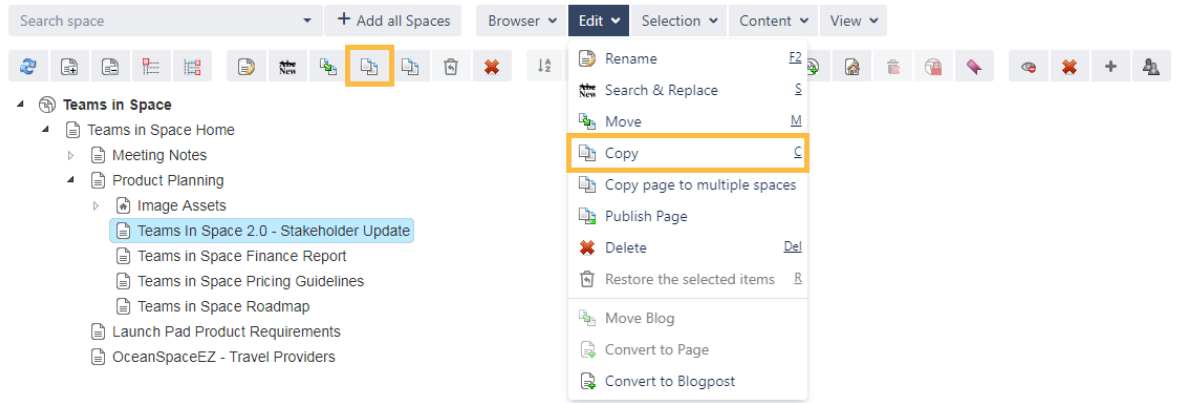 Search space
+ Add all Spaces
Browser
Edit
Selection
Content
View
Abc
New
Rename F2
Search & Replace S
Move M
Copy C
Copy page to multiple spaces
Publish Page
Delete Del
Restore the selected items R
Move Blog
Convert to Page
Convert to Blogpost
Teams in Space
Teams in Space Home
Meeting Notes
Product Planning
Image Assets
Teams In Space 2.0 - Stakeholder Update
Teams in Space Finance Report
Teams in Space Pricing Guidelines
Teams in Space Roadmap
Launch Pad Product Requirements
OceanSpaceEZ - Travel Providers